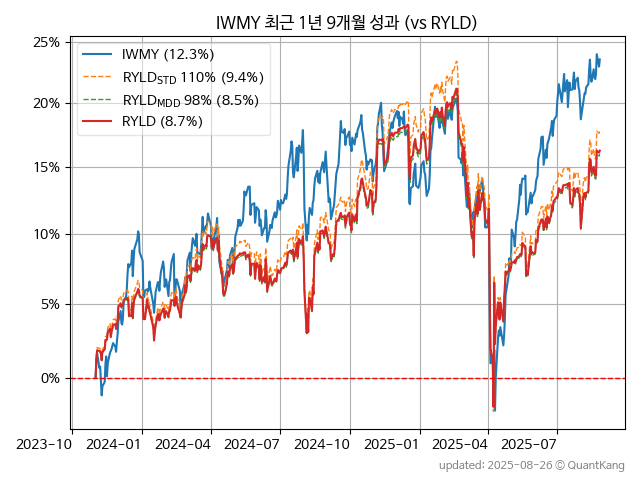 IWMY 최근 1년 9개월 성과 (vs RYLD)
25%
20%
15%
10%
5%
0%
IWMY (12.3%)
RYLD_STD 110% (9.4%)
RYLD_MDD 98% (8.5%)
RYLD (8.7%)
2023-10 2024-01 2024-04 2024-07 2024-10 2025-01 2025-04 2025-07
updated: 2025-08-26 © QuantKang